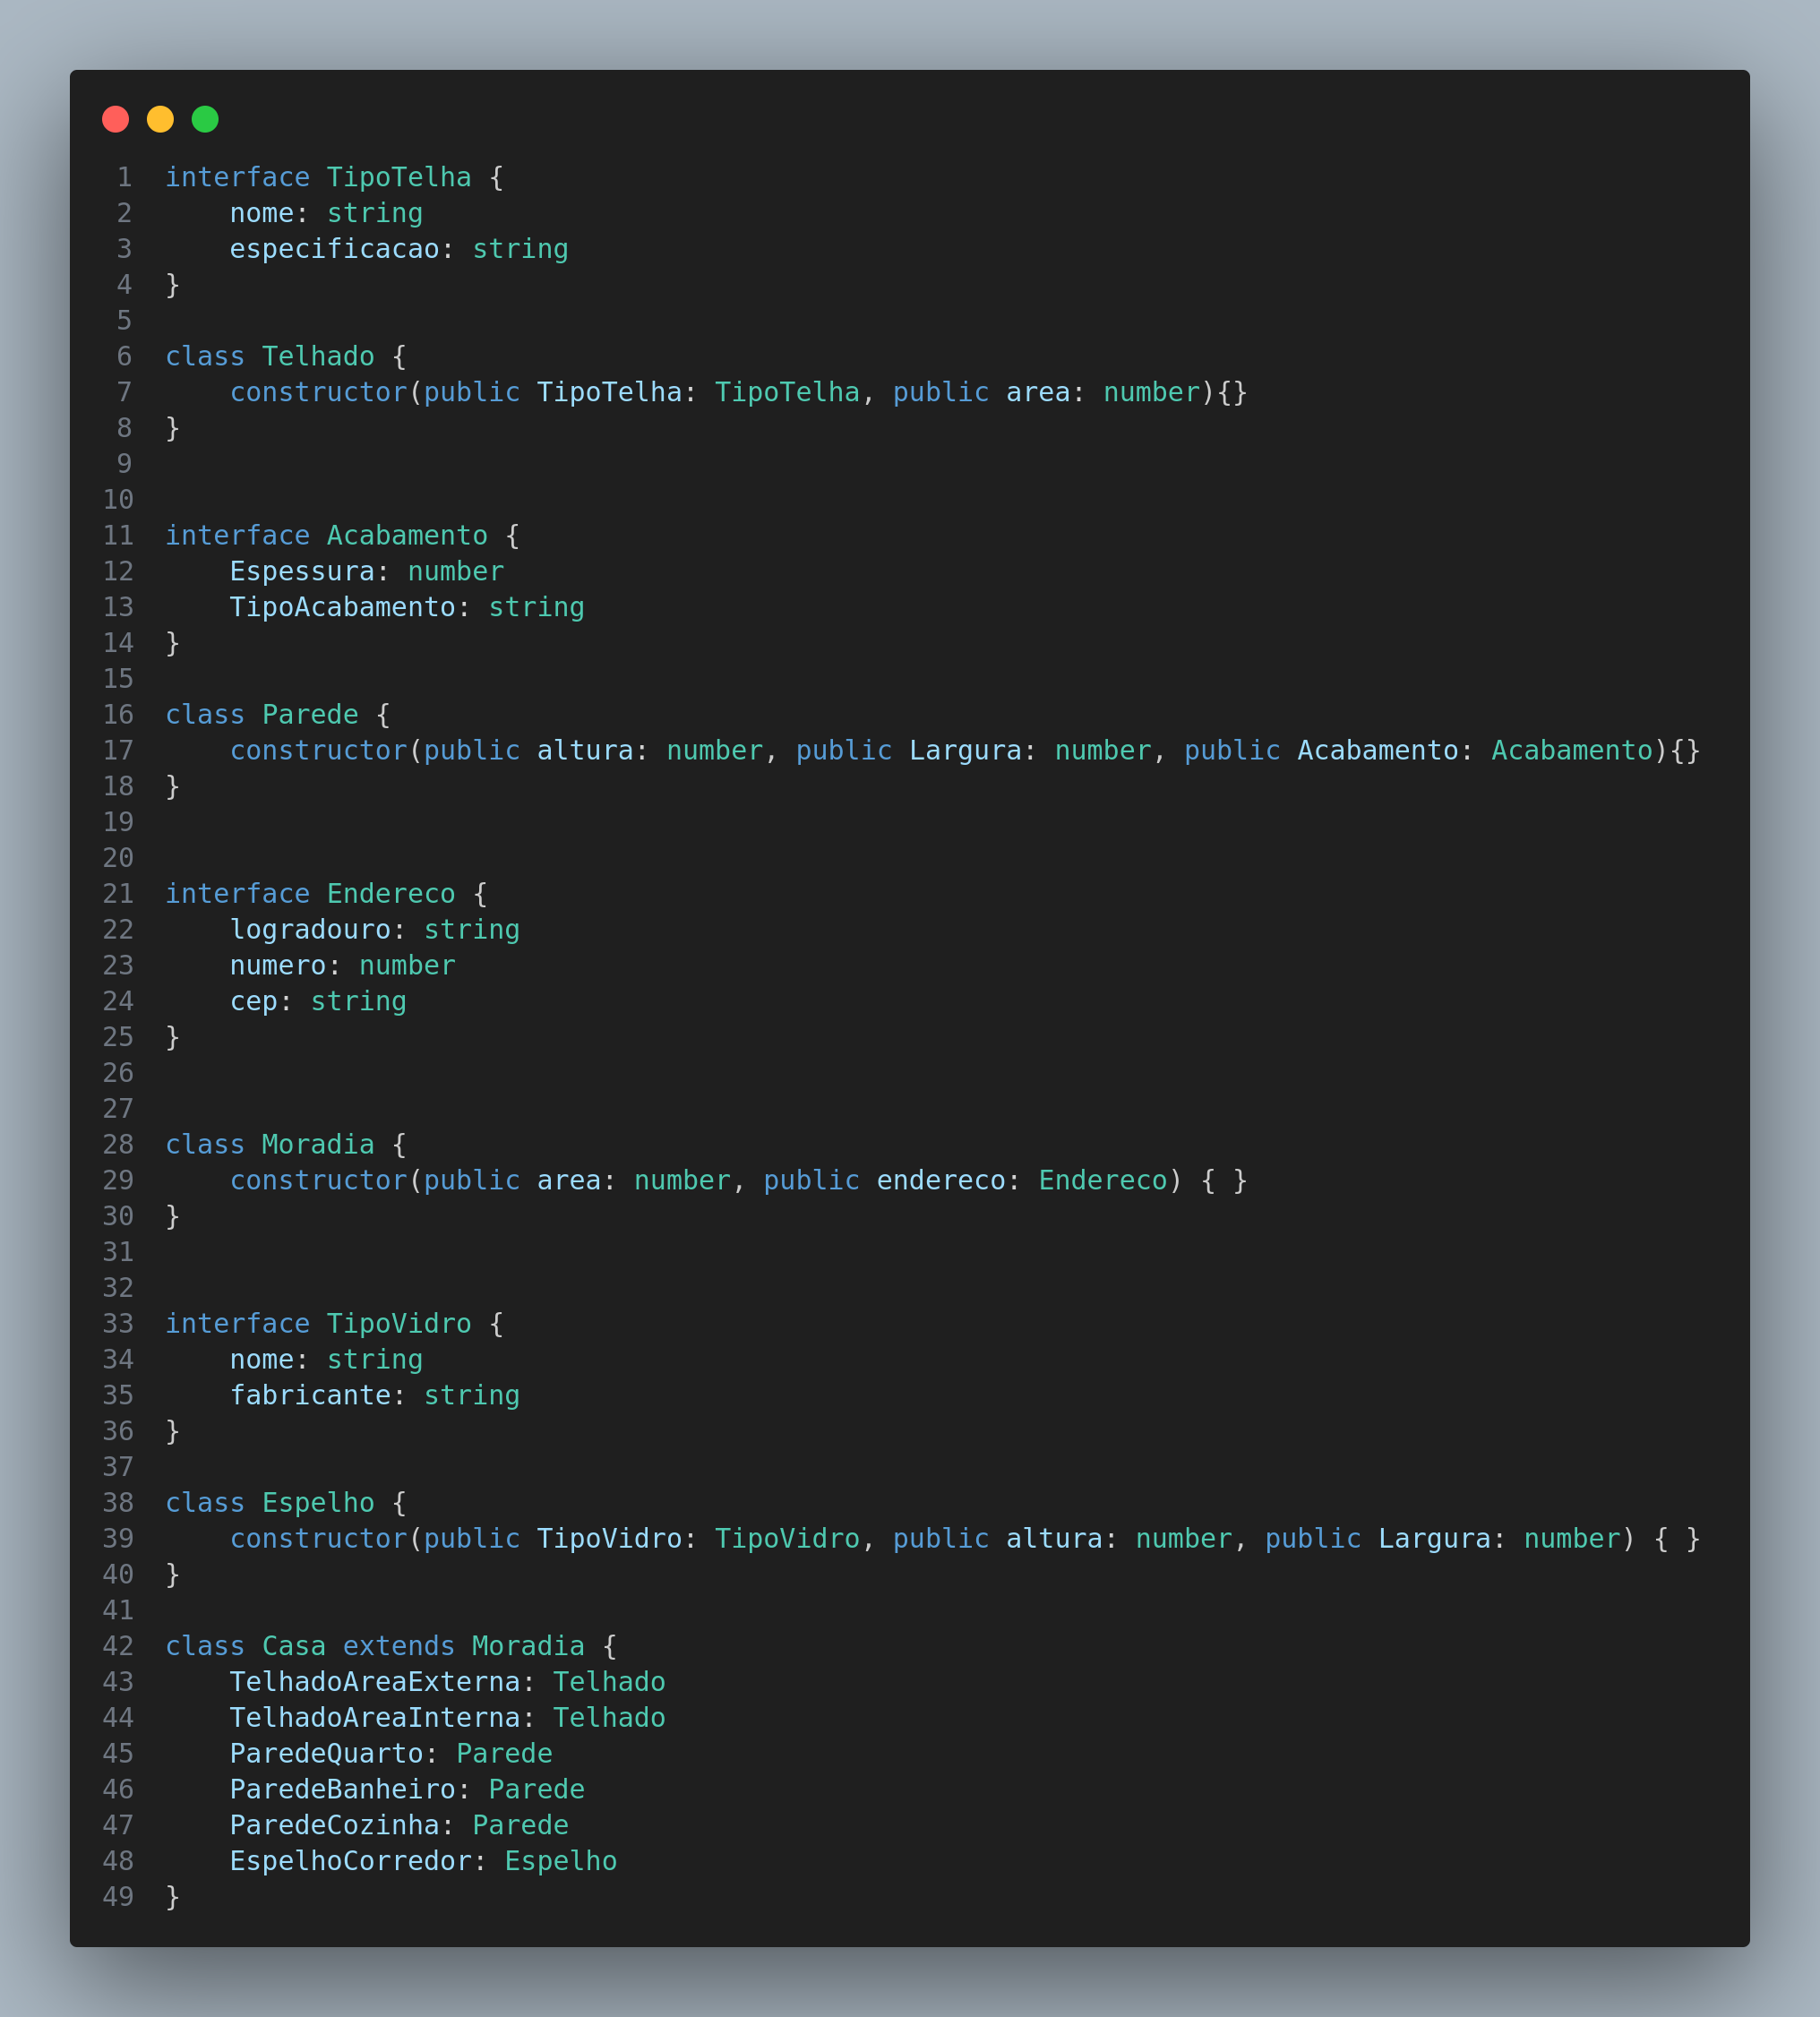 1 interface TipoTelha {
2     nome: string
3     especificacao: string
4 }
5
6 class Telhado {
7     constructor(public TipoTelha: TipoTelha, public area: number){}
8 }
9
10
11 interface Acabamento {
12     Espessura: number
13     TipoAcabamento: string
14 }
15
16 class Parede {
17     constructor(public altura: number, public Largura: number, public Acabamento: Acabamento){}
18 }
19
20
21 interface Endereco {
22     logradouro: string
23     numero: number
24     cep: string
25 }
26
27
28 class Moradia {
29     constructor(public area: number, public endereco: Endereco) { }
30 }
31
32
33 interface TipoVidro {
34     nome: string
35     fabricante: string
36 }
37
38 class Espelho {
39     constructor(public TipoVidro: TipoVidro, public altura: number, public Largura: number) { }
40 }
41
42 class Casa extends Moradia {
43     TelhadoAreaExterna: Telhado
44     TelhadoAreaInterna: Telhado
45     ParedeQuarto: Parede
46     ParedeBanheiro: Parede
47     ParedeCozinha: Parede
48     EspelhoCorredor: Espelho
49 }